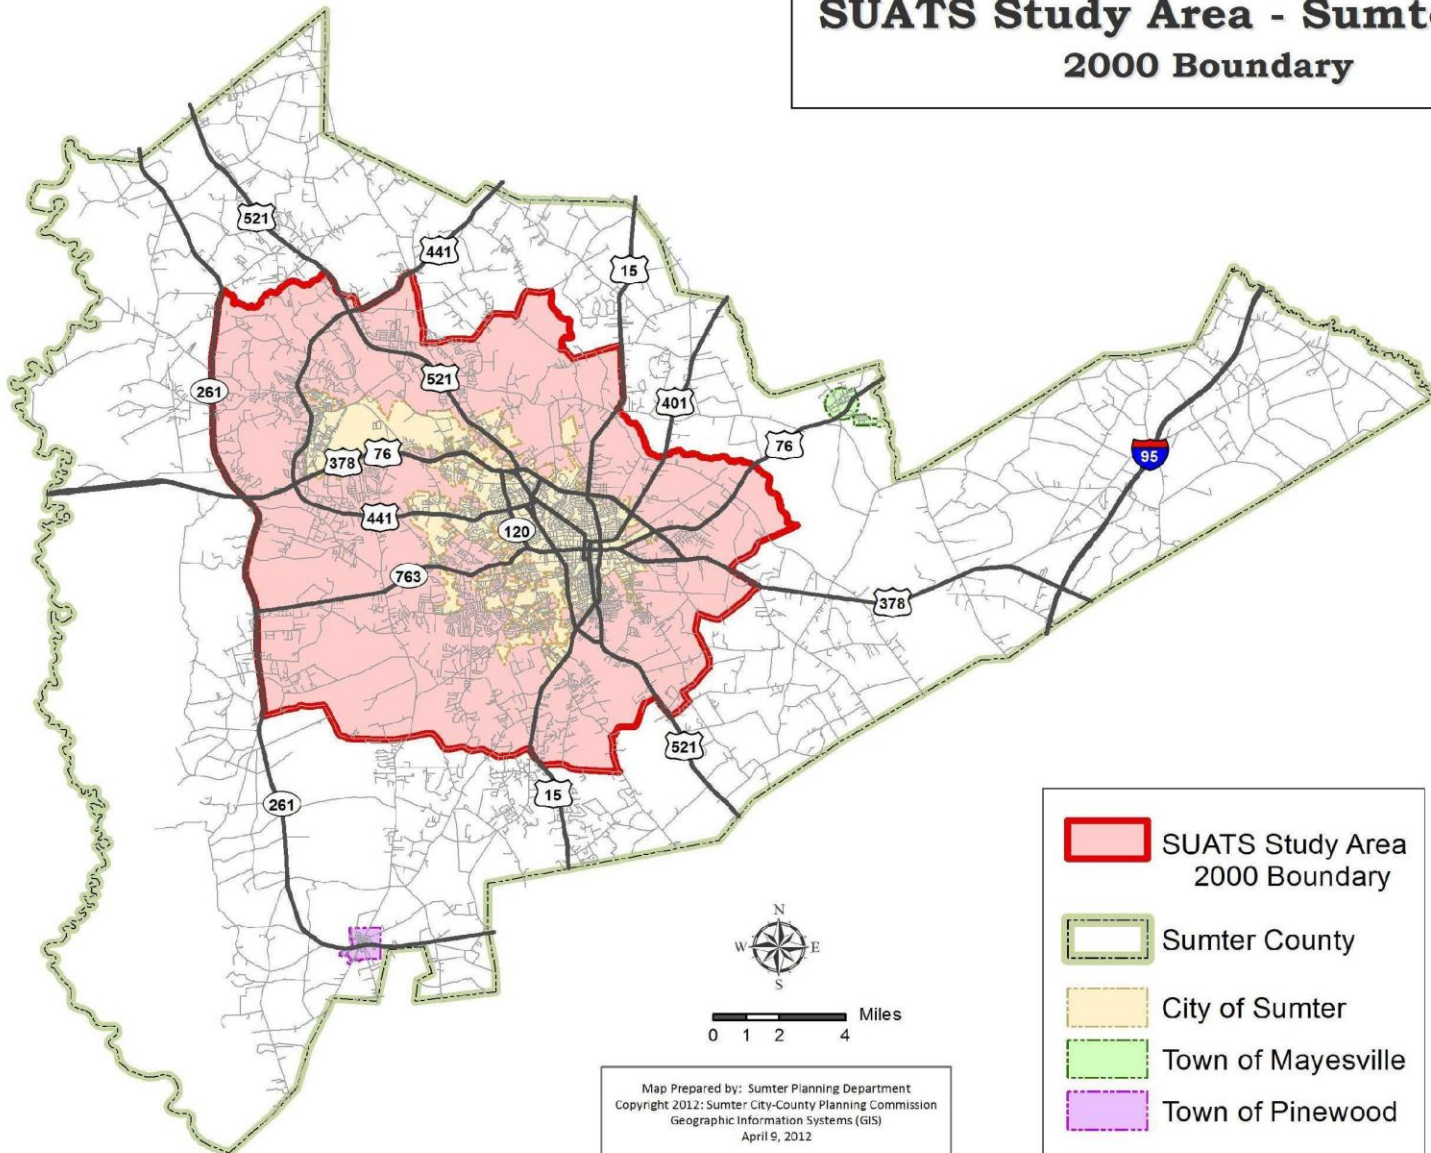 SUATS Study Area - Sumt
2000 Boundary
521
441
15
261
521
401
76
378
76
95
441
120
763
378
521
261
15
N
W E
S
Miles
0 1 2 4
Map Prepared by: Sumter Planning Department
Copyright 2012: Sumter City-County Planning Commission
Geographic Information Systems (GIS)
April 9, 2012
SUATS Study Area
2000 Boundary
Sumter County
City of Sumter
Town of Mayesville
Town of Pinewood